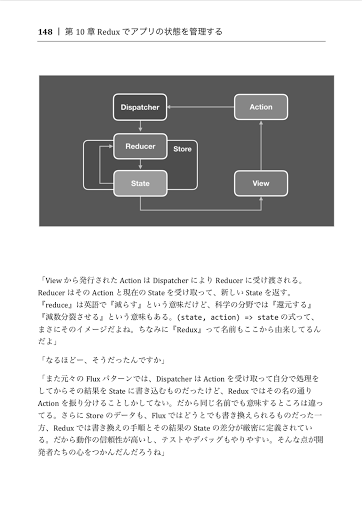 148 | 第 10 章 Redux でアプリの状態を管理する
Dispatcher
Action
Reducer
Store
State
View
「View から発行された Action は Dispatcher により Reducer に受け渡される。
Reducer はその Action と現在の State を受け取って、新しい State を返す。
『reduce』は英語で『減らす』という意味だけど、科学の分野では『還元する』
『減数分裂させる』という意味もある。(state, action) => state の式って、
まさにそのイメージだよね。ちなみに『Redux』って名前もここから由来してるん
だよ」
「なるほどー、そうだったんですか」
「また元々の Flux パターンでは、Dispatcher は Action を受け取って自分で処理を
してからその結果を State に書き込むものだったけど、Redux ではその名の通り
Action を振り分けることしかしてない。だから同じ名前でも意味するところは違っ
てる。さらに Store のデータも、Flux ではどうとでも書き換えられるものだった一
方、Redux では書き換えの手順とその結果の State の差分が厳密に定義されてい
る。だから動作の信頼性が高いし、テストやデバッグもやりやすい。そんな点が開
発者たちの心をつかんだんだろうね」